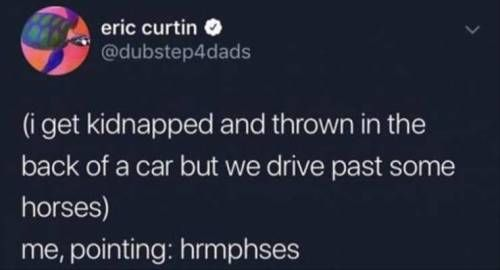 eric curtin
@dubstep4dads
(i get kidnapped and thrown in the
back of a car but we drive past some
horses)
me, pointing: hrmphses